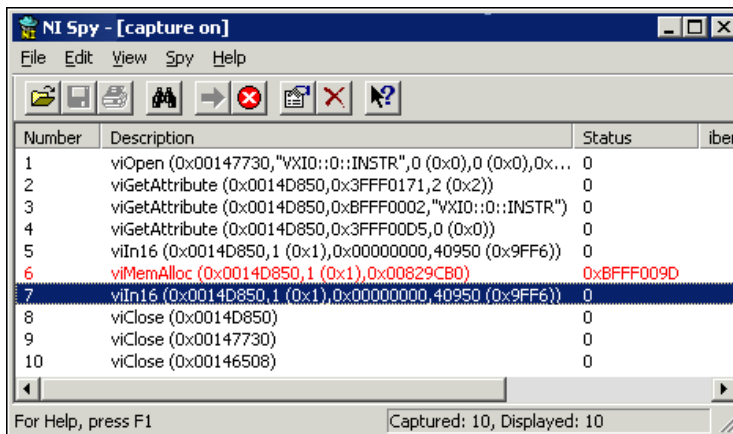 NI Spy - [capture on]
File Edit View Spy Help
Number Description Status iber
1 viOpen (0x00147730,"VXI0::0::INSTR",0 (0x0),0 (0x0),0x... 0
2 viGetAttribute (0x0014D850,0x3FFF0171,2 (0x2)) 0
3 viGetAttribute (0x0014D850,0xBFFF0002,"VXI0::0::INSTR") 0
4 viGetAttribute (0x0014D850,0x3FFF00D5,0 (0x0)) 0
5 viIn16 (0x0014D850,1 (0x1),0x00000000,40950 (0x9FF6)) 0
6 viMemAlloc (0x0014D850,1 (0x1),0x00829CB0) 0xBFFF009D
7 viIn16 (0x0014D850,1 (0x1),0x00000000,40950 (0x9FF6)) 0
8 viClose (0x0014D850) 0
9 viClose (0x00147730) 0
10 viClose (0x00146508) 0
For Help, press F1 Captured: 10, Displayed: 10